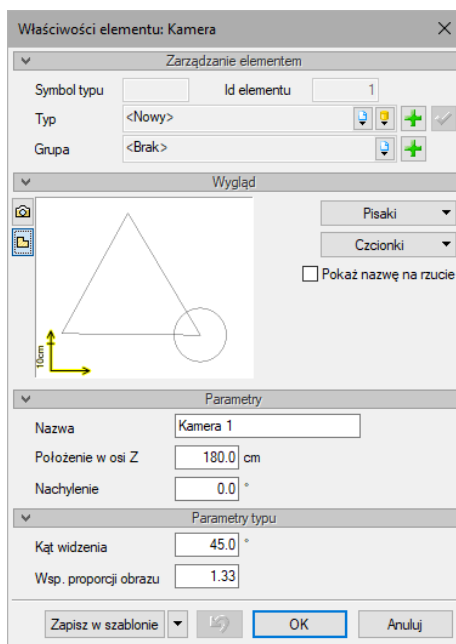 Właściwości elementu: Kamera
Zarządzanie elementem
Symbol typu Id elementu 1
Typ <Nowy>
Grupa <Brak>
Wygląd
Pisaki
Czcionki
Pokaż nazwę na rzucie
10cm
Parametry
Nazwa Kamera 1
Położenie w osi Z 180.0 cm
Nachylenie 0.0 °
Parametry typu
Kąt widzenia 45.0 °
Wsp. proporcji obrazu 1.33
Zapisz w szablonie OK Anuluj